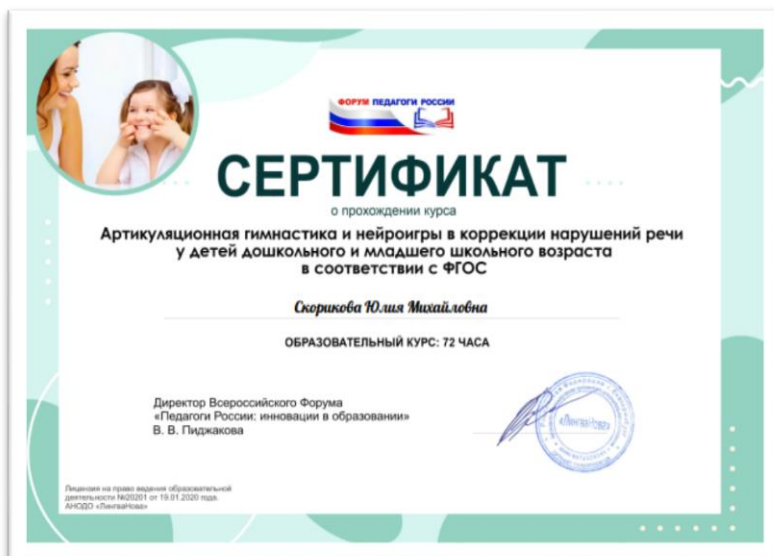 ФОРУМ ПЕДАГОГИ РОССИИ
СЕРТИФИКАТ
о прохождении курса
Артикуляционная гимнастика и нейроигры в коррекции нарушений речи
у детей дошкольного и младшего школьного возраста
в соответствии с ФГОС
Скорикова Юлия Михайловна
ОБРАЗОВАТЕЛЬНЫЙ КУРС: 72 ЧАСА
Директор Всероссийского Форума
«Педагоги России: инновации в образовании»
В. В. Пиджакова
«ЛингваНова»
Лицензия на право ведения образовательной
деятельности №20201 от 19.01.2020 года.
АНОДО «ЛингваНова»